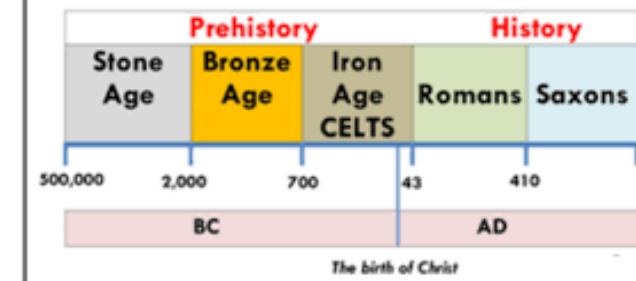 Prehistory History
Stone Age
Bronze Age
Iron Age CELTS
Romans
Saxons
500,000 2,000 700 43 410
BC AD
The birth of Christ